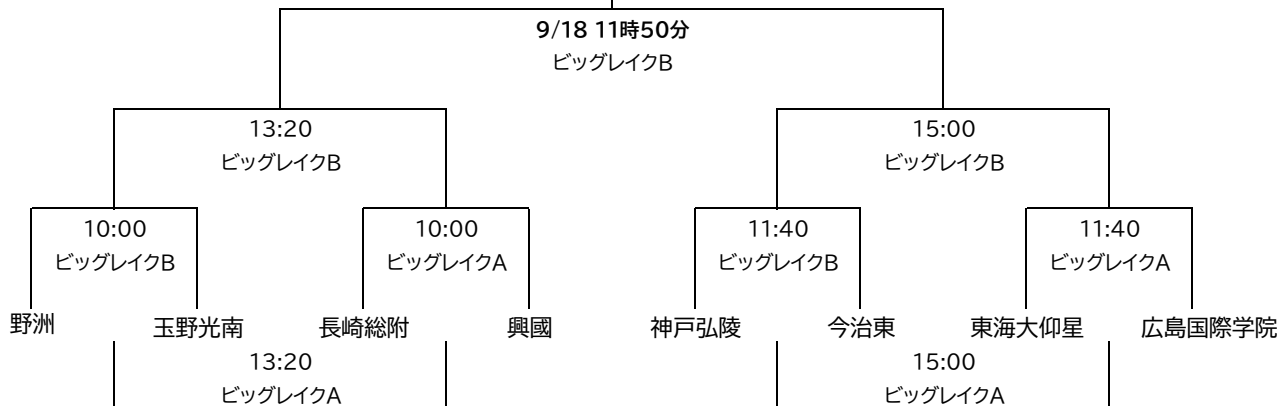 9/18 11時50分
ビッグレイクB
13:20
ビッグレイクB
15:00
ビッグレイクB
10:00
ビッグレイクB
10:00
ビッグレイクA
11:40
ビッグレイクB
11:40
ビッグレイクA
野洲
玉野光南
長崎総附
興國
神戸弘陵
今治東
東海大仰星
広島国際学院
13:20
ビッグレイクA
15:00
ビッグレイクA